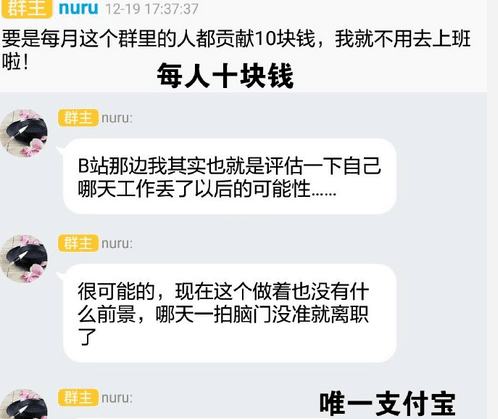 群主 nuru 12-19 17:37:37
要是每月这个群里的人都贡献10块钱，我就不用去上班
啦！
每人十块钱
群主 nuru:
B站那边我其实也就是评估一下自己
哪天工作丢了以后的可能性……
群主 nuru:
很可能的，现在这个做着也没有什
么前景，哪天一拍脑门没准就离职
了
群主 nuru:
唯一支付宝